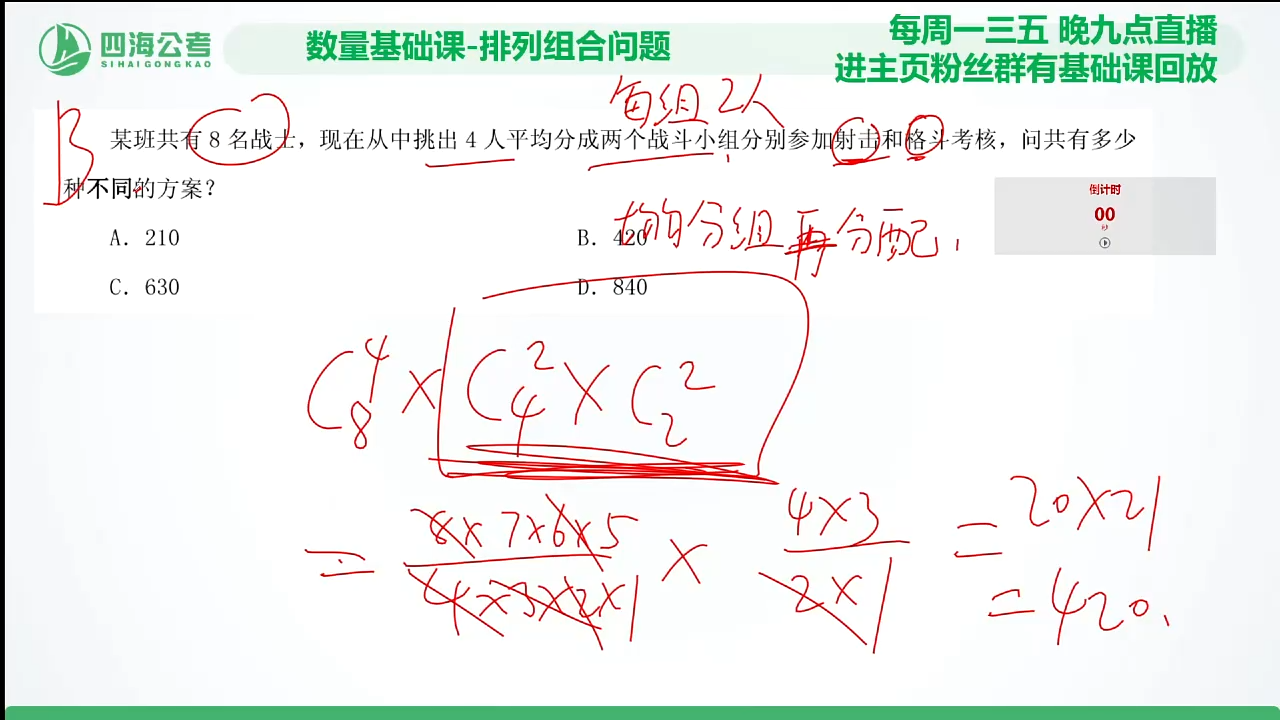 四海公考
SIHAIGONGKAO
数量基础课-排列组合问题
每周一三五 晚九点直播
进主页粉丝群有基础课回放
每组2人
B
某班共有 8 名战士，现在从中挑出 4 人平均分成两个战斗小组分别参加射击和格斗考核，问共有多少
种不同的方案？
倒计时
00
A. 210
B. 420
均匀分组再分配，
C. 630
D. 840
C₈⁴×C₄²×C₂²
= 8×7×6×5 / 4×3×2×1 × 4×3 / 2×1 = 20×21
= 420.